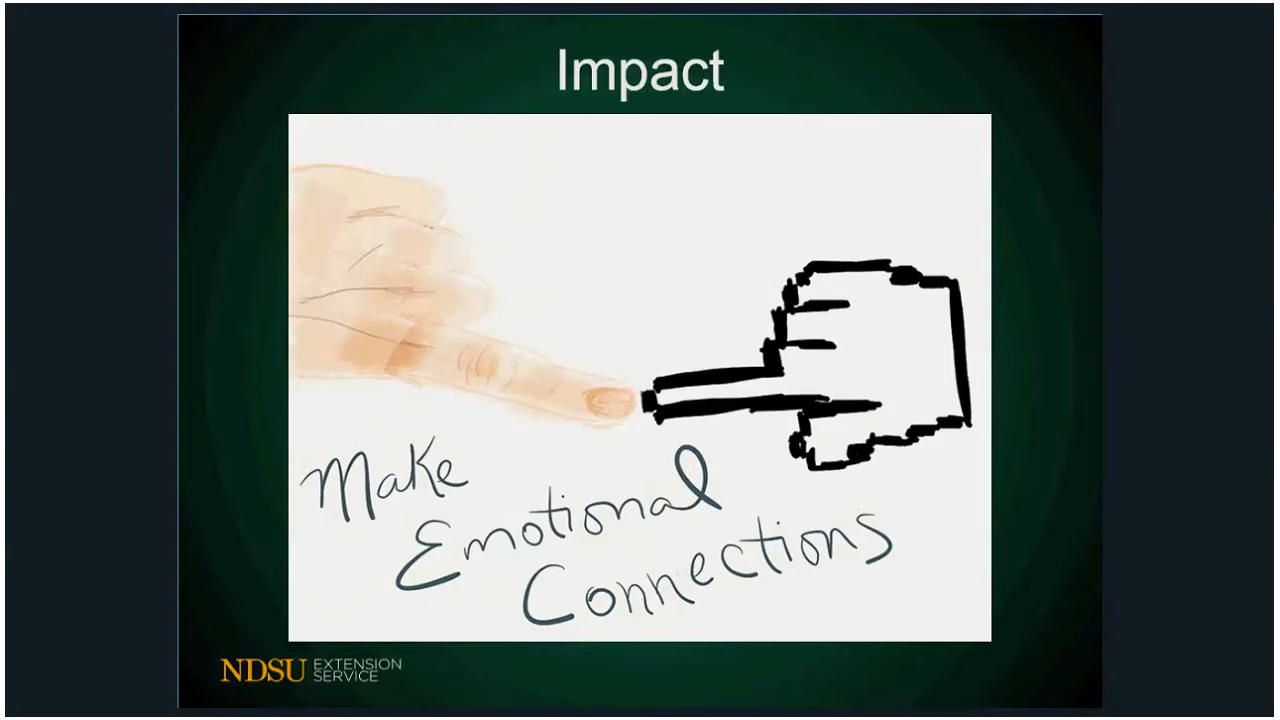 Impact
Make
Emotional
Connections
NDSU EXTENSION
SERVICE